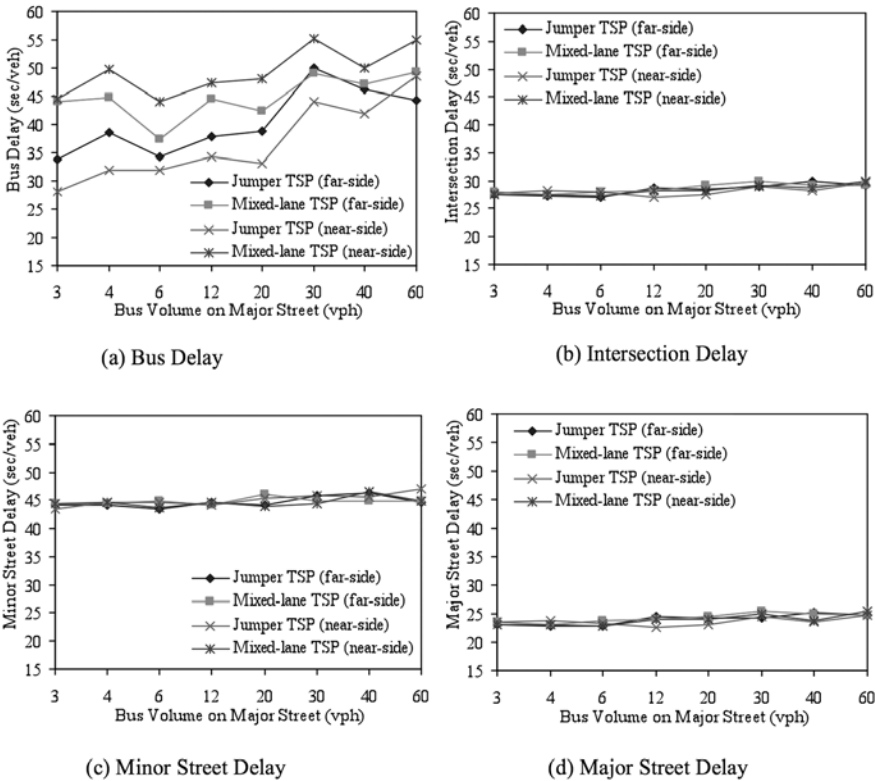 60
55
50
45
40
35
30
25
20
15
Bus Delay (sec/veh)
Jumper TSP (far-side)
Mixed-lane TSP (far-side)
Jumper TSP (near-side)
Mixed-lane TSP (near-side)
3 4 6 12 20 30 40 60
Bus Volume on Major Street (vph)
(a) Bus Delay
60
55
50
45
40
35
30
25
20
15
Intersection Delay (sec/veh)
Jumper TSP (far-side)
Mixed-lane TSP (far-side)
Jumper TSP (near-side)
Mixed-lane TSP (near-side)
3 4 6 12 20 30 40 60
Bus Volume on Major Street (vph)
(b) Intersection Delay
60
55
50
45
40
35
30
25
20
15
Minor Street Delay (sec/veh)
Jumper TSP (far-side)
Mixed-lane TSP (far-side)
Jumper TSP (near-side)
Mixed-lane TSP (near-side)
3 4 6 12 20 30 40 60
Bus Volume on Major Street (vph)
(c) Minor Street Delay
60
55
50
45
40
35
30
25
20
15
Major Street Delay (sec/veh)
Jumper TSP (far-side)
Mixed-lane TSP (far-side)
Jumper TSP (near-side)
Mixed-lane TSP (near-side)
3 4 6 12 20 30 40 60
Bus Volume on Major Street (vph)
(d) Major Street Delay